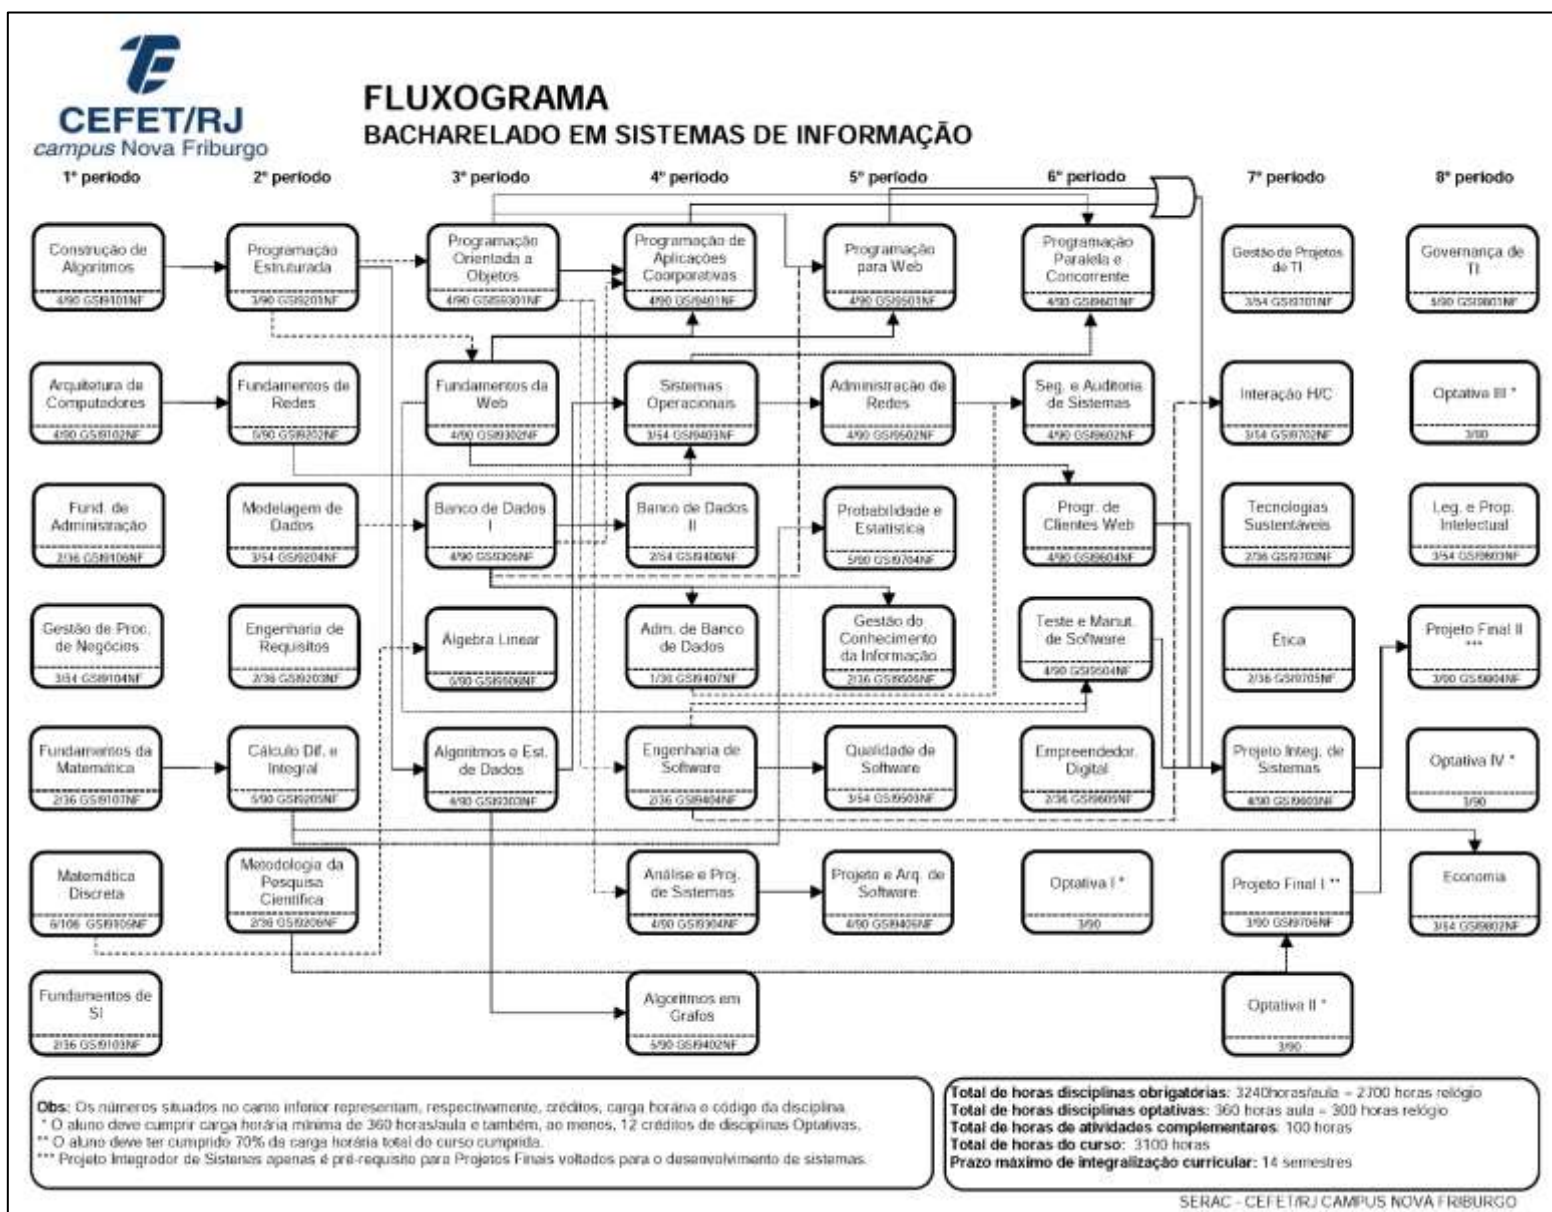 CEFET/RJ
campus Nova Friburgo
FLUXOGRAMA
BACHARELADO EM SISTEMAS DE INFORMAÇÃO
1° período
2° período
3° período
4° período
5° período
6° período
7° período
8° período
Construção de
Algoritmos
4/90 GSI9101NF
Programação
Estruturada
3/90 GSI9201NF
Programação
Orientada a
Objetos
4/90 GSI9301NF
Programação de
Aplicações
Coorporativas
4/90 GSI9401NF
Programação
para Web
4/90 GSI9501NF
Programação
Paralela e
Concorrente
4/90 GSI9601NF
Gestão de Projetos
de TI
3/54 GSI9701NF
Governança de
TI
5/90 GSI9801NF
Arquitetura de
Computadores
4/90 GSI9102NF
Fundamentos de
Redes
5/90 GSI9202NF
Fundamentos da
Web
4/90 GSI9302NF
Sistemas
Operacionais
3/54 GSI9403NF
Administração de
Redes
4/90 GSI9502NF
Seg. e Auditoria
de Sistemas
4/90 GSI9602NF
Interação H/C
3/54 GSI9702NF
Optativa III *
3/90
Fund. de
Administração
2/36 GSI9106NF
Modelagem de
Dados
3/54 GSI9204NF
Banco de Dados
I
4/90 GSI9305NF
Banco de Dados
II
2/54 GSI9406NF
Probabilidade e
Estatística
5/90 GSI9704NF
Progr. de
Clientes Web
4/90 GSI9604NF
Tecnologias
Sustentáveis
2/36 GSI9703NF
Leg. e Prop.
Intelectual
3/54 GSI9803NF
Gestão de Proc.
de Negócios
3/54 GSI9104NF
Engenharia de
Requisitos
2/36 GSI9203NF
Álgebra Linear
Adm. de Banco
de Dados
1/36 GSI9407NF
Gestão do
Conhecimento
da Informação
Teste e Manut.
de Software
4/90 GSI9504NF
Ética
2/36 GSI9705NF
Projeto Final II
***
3/90 GSI9804NF
Fundamentos da
Matemática
2/36 GSI9107NF
Cálculo Dif. e
Integral
5/90 GSI9205NF
Algoritmos e Est.
de Dados
4/90 GSI9303NF
Engenharia de
Software
2/36 GSI9404NF
Qualidade de
Software
3/54 GSI9503NF
Empreendedor.
Digital
2/36 GSI9605NF
Projeto Integ. de
Sistemas
4/90 GSI9603NF
Optativa IV *
3/90
Matemática
Discreta
6/106 GSI9105NF
Metodologia da
Pesquisa
Científica
2/36 GSI9206NF
Análise e Proj.
de Sistemas
4/90 GSI9304NF
Projeto e Arq. de
Software
4/90 GSI9405NF
Optativa I *
3/90
Projeto Final I **
3/90 GSI9706NF
Economia
3/54 GSI9802NF
Fundamentos de
SI
2/36 GSI9103NF
Algoritmos em
Grafos
5/90 GSI9402NF
Optativa II *
3/90
Obs: Os números situados no canto inferior representam, respectivamente, créditos, carga horária e código da disciplina.
* O aluno deve cumprir carga horária mínima de 360 horas/aula e também, ao menos, 12 créditos de disciplinas Optativas.
** O aluno deve ter cumprido 70% da carga horária total do curso cumprida.
*** Projeto Integrador de Sistemas apenas é pré-requisito para Projetos Finais voltados para o desenvolvimento de sistemas.
Total de horas disciplinas obrigatórias: 3240horas/aula = 2700 horas relógio
Total de horas disciplinas optativas: 360 horas aula = 300 horas relógio
Total de horas de atividades complementares: 100 horas
Total de horas do curso: 3100 horas
Prazo máximo de integralização curricular: 14 semestres
SERAC - CEFET/RJ CAMPUS NOVA FRIBURGO